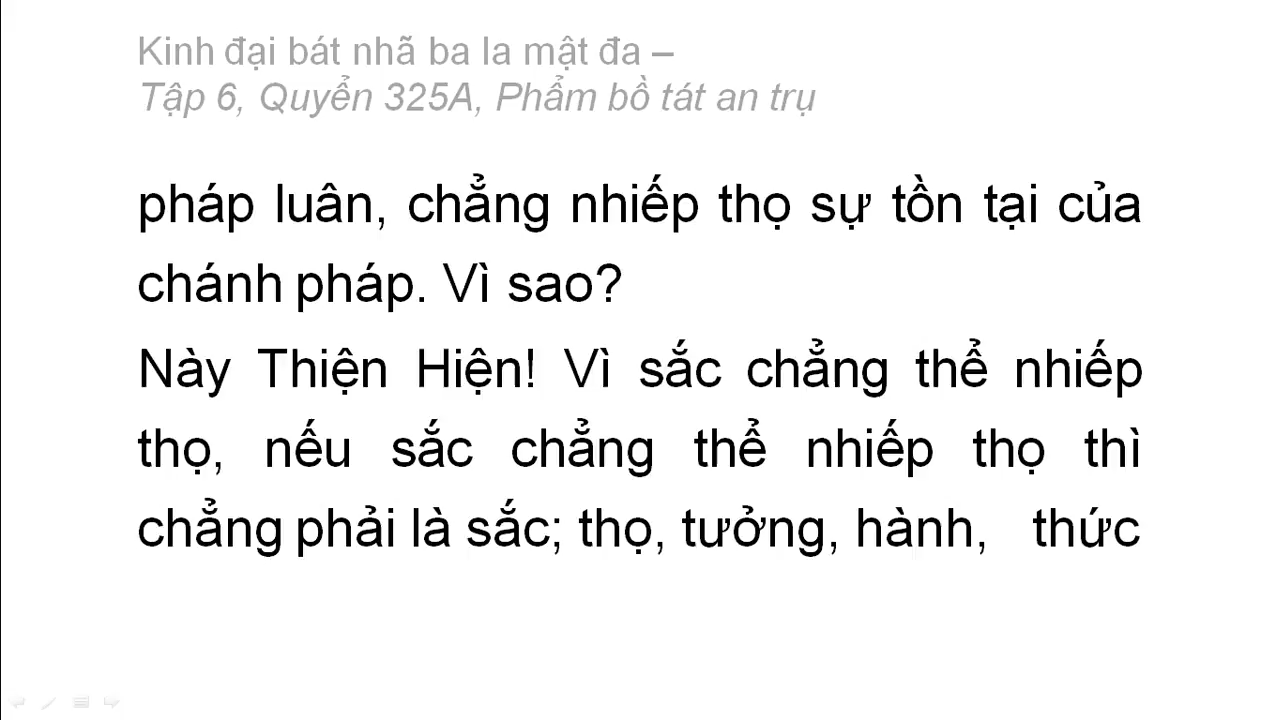 Kinh đại bát nhã ba la mật đa –
Tập 6, Quyển 325A, Phẩm bồ tát an trụ
pháp luân, chẳng nhiếp thọ sự tồn tại của
chánh pháp. Vì sao?
Này Thiện Hiện! Vì sắc chẳng thể nhiếp
thọ, nếu sắc chẳng thể nhiếp thọ thì
chẳng phải là sắc; thọ, tưởng, hành, thức